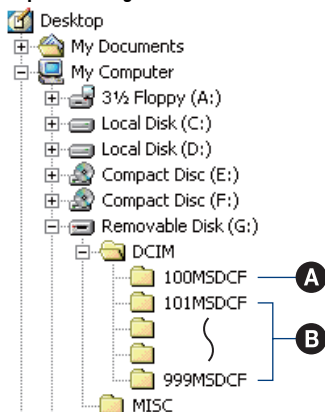 Desktop
My Documents
My Computer
3½ Floppy (A:)
Local Disk (C:)
Local Disk (D:)
Compact Disc (E:)
Compact Disc (F:)
Removable Disk (G:)
DCIM
100MSDCF A
101MSDCF
B
999MSDCF
MISC